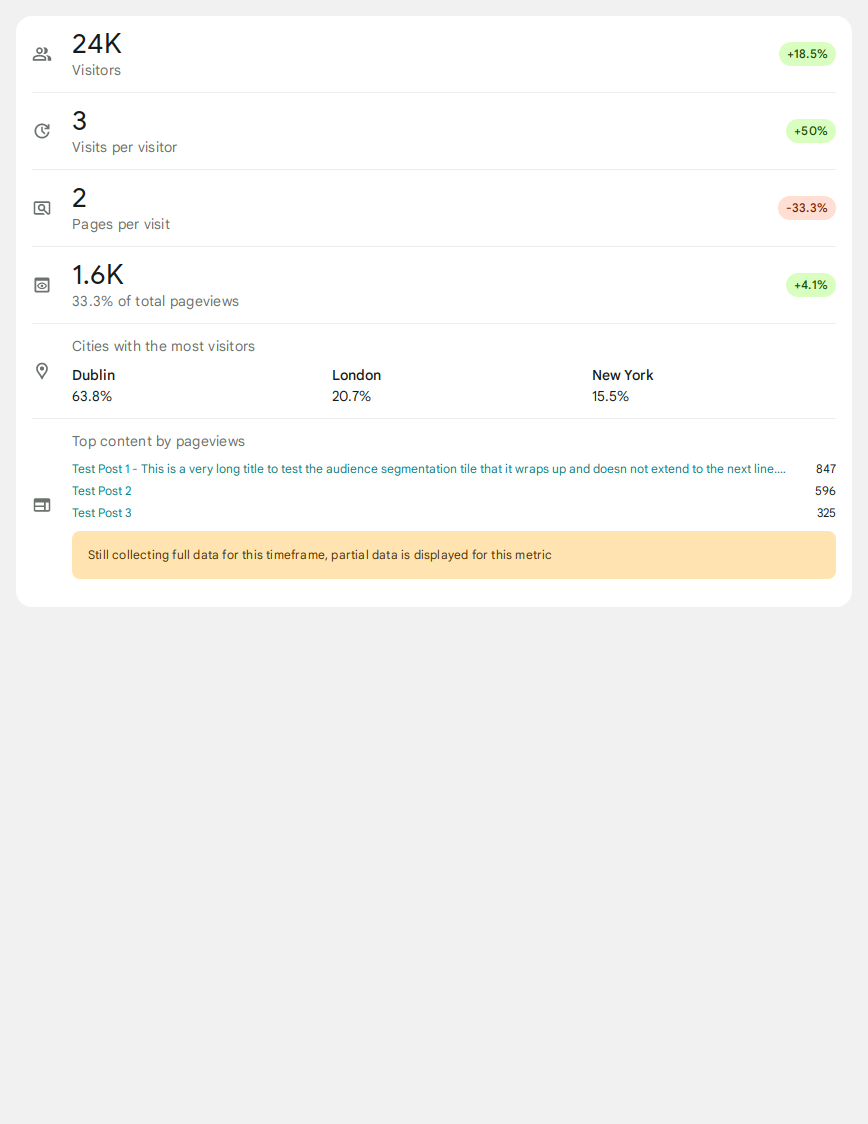 24K
Visitors
+18.5%
3
Visits per visitor
+50%
2
Pages per visit
-33.3%
1.6K
33.3% of total pageviews
+4.1%
Cities with the most visitors
Dublin London New York
63.8% 20.7% 15.5%
Top content by pageviews
Test Post 1 - This is a very long title to test the audience segmentation tile that it wraps up and doesn not extend to the next line.... 847
Test Post 2 596
Test Post 3 325
Still collecting full data for this timeframe, partial data is displayed for this metric